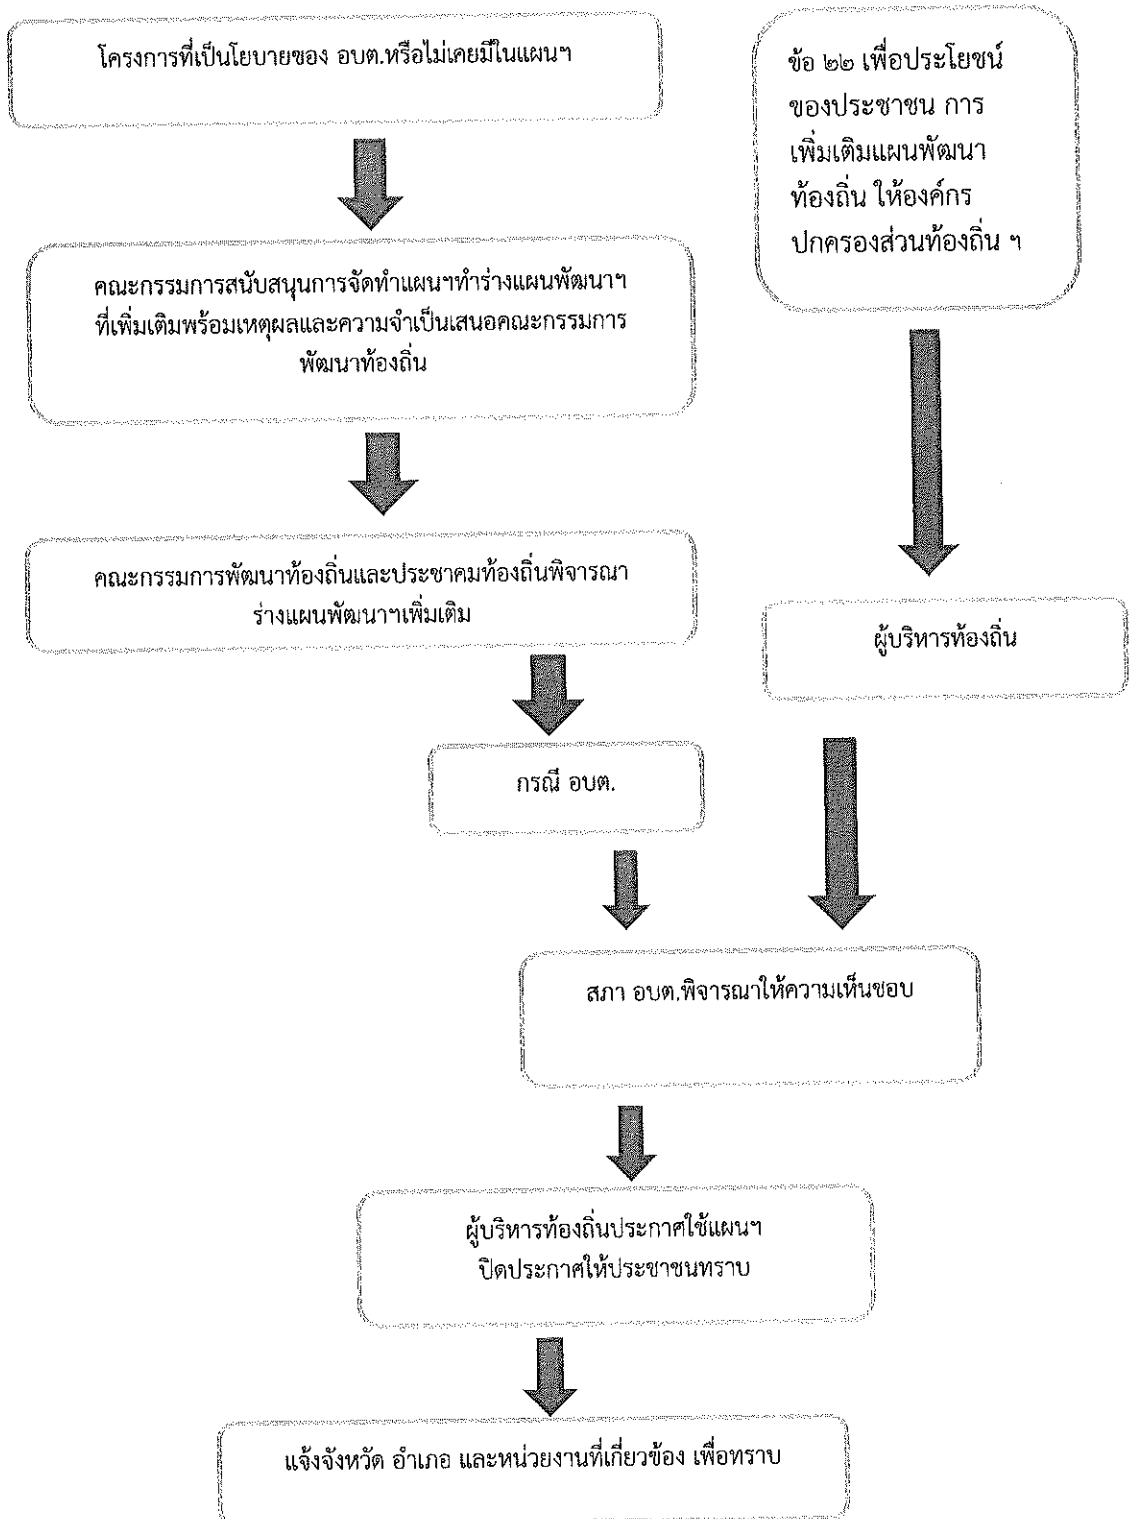 โครงการที่เป็นโยบายของ อบต.หรือไม่เคยมีในแผนฯ
คณะกรรมการสนับสนุนการจัดทำแผนฯทำร่างแผนพัฒนาฯ
ที่เพิ่มเติมพร้อมเหตุผลและความจำเป็นเสนอคณะกรรมการ
พัฒนาท้องถิ่น
คณะกรรมการพัฒนาท้องถิ่นและประชาคมท้องถิ่นพิจารณา
ร่างแผนพัฒนาฯเพิ่มเติม
กรณี อบต.
ข้อ ๒๒ เพื่อประโยชน์
ของประชาชน การ
เพิ่มเติมแผนพัฒนา
ท้องถิ่น ให้องค์กร
ปกครองส่วนท้องถิ่น ฯ
ผู้บริหารท้องถิ่น
สภา อบต.พิจารณาให้ความเห็นชอบ
ผู้บริหารท้องถิ่นประกาศใช้แผนฯ
ปิดประกาศให้ประชาชนทราบ
แจ้งจังหวัด อำเภอ และหน่วยงานที่เกี่ยวข้อง เพื่อทราบ